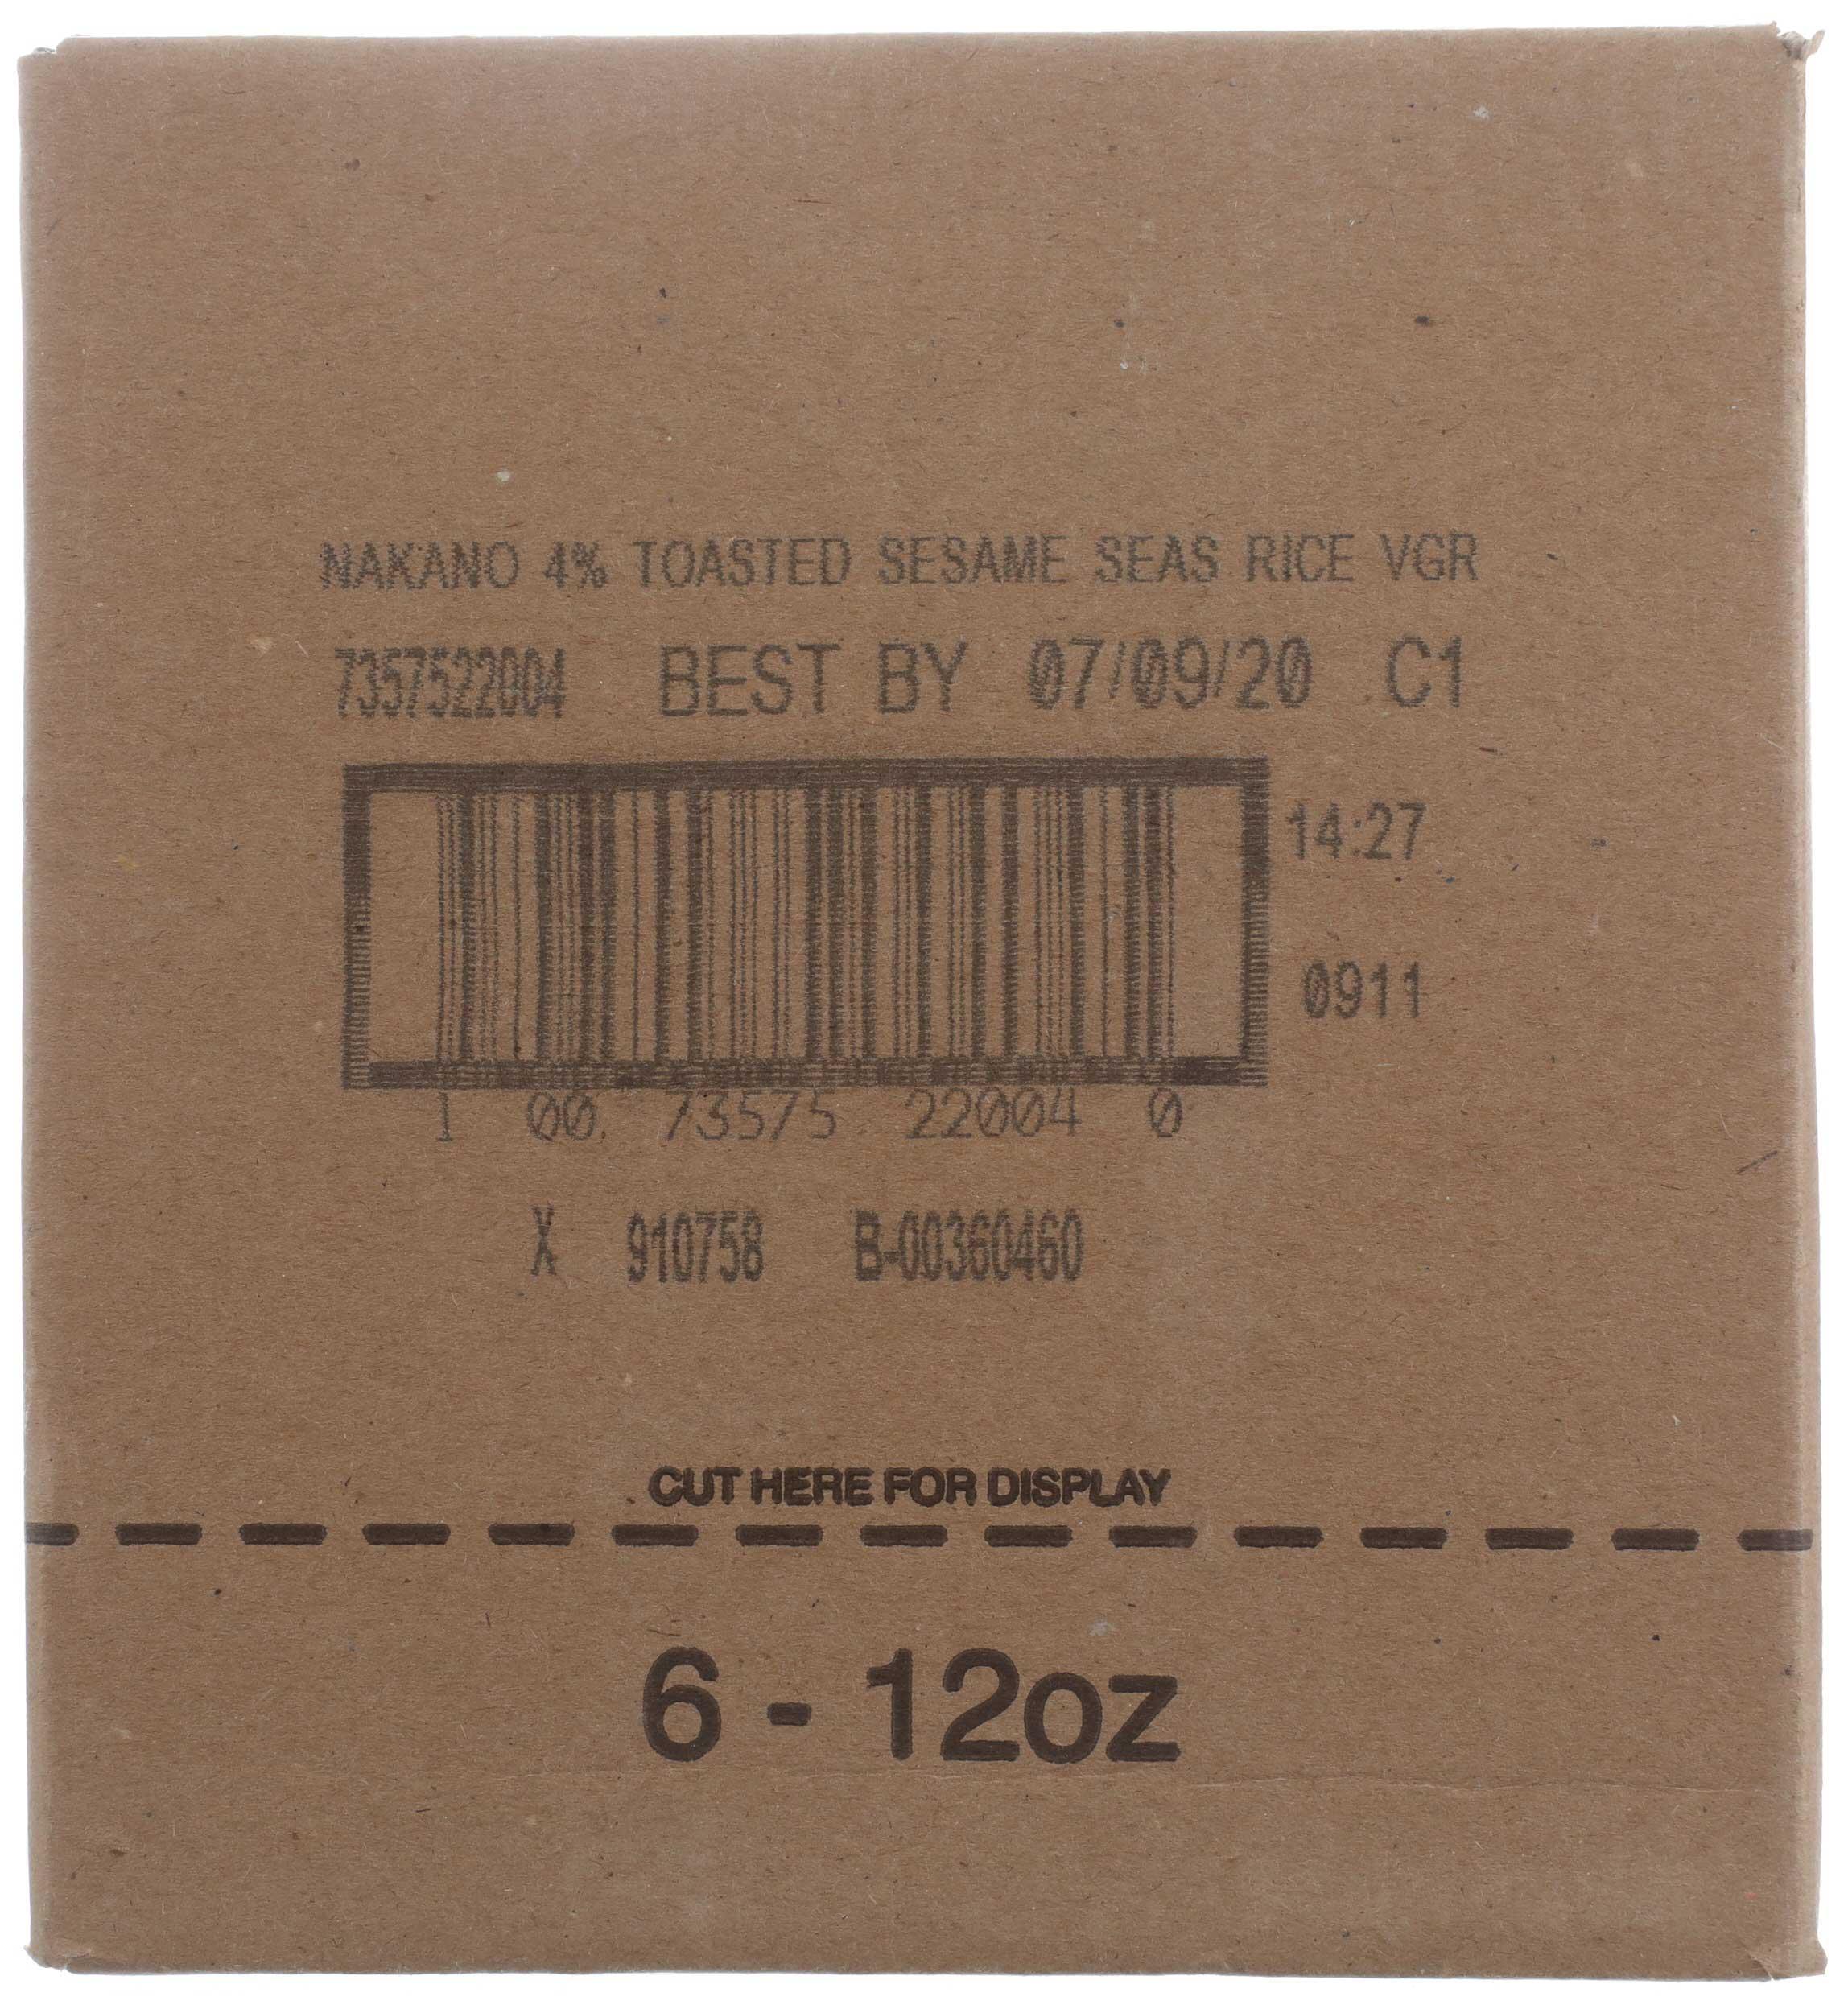 NAKANO 4% TOASTED SESAME SEAS RICE VGR
7357522004 BEST BY 07/09/20 C1
14:27
0911
1 00 73575 22004 0
X 910758 B-00360460
CUT HERE FOR DISPLAY
6 - 12oz